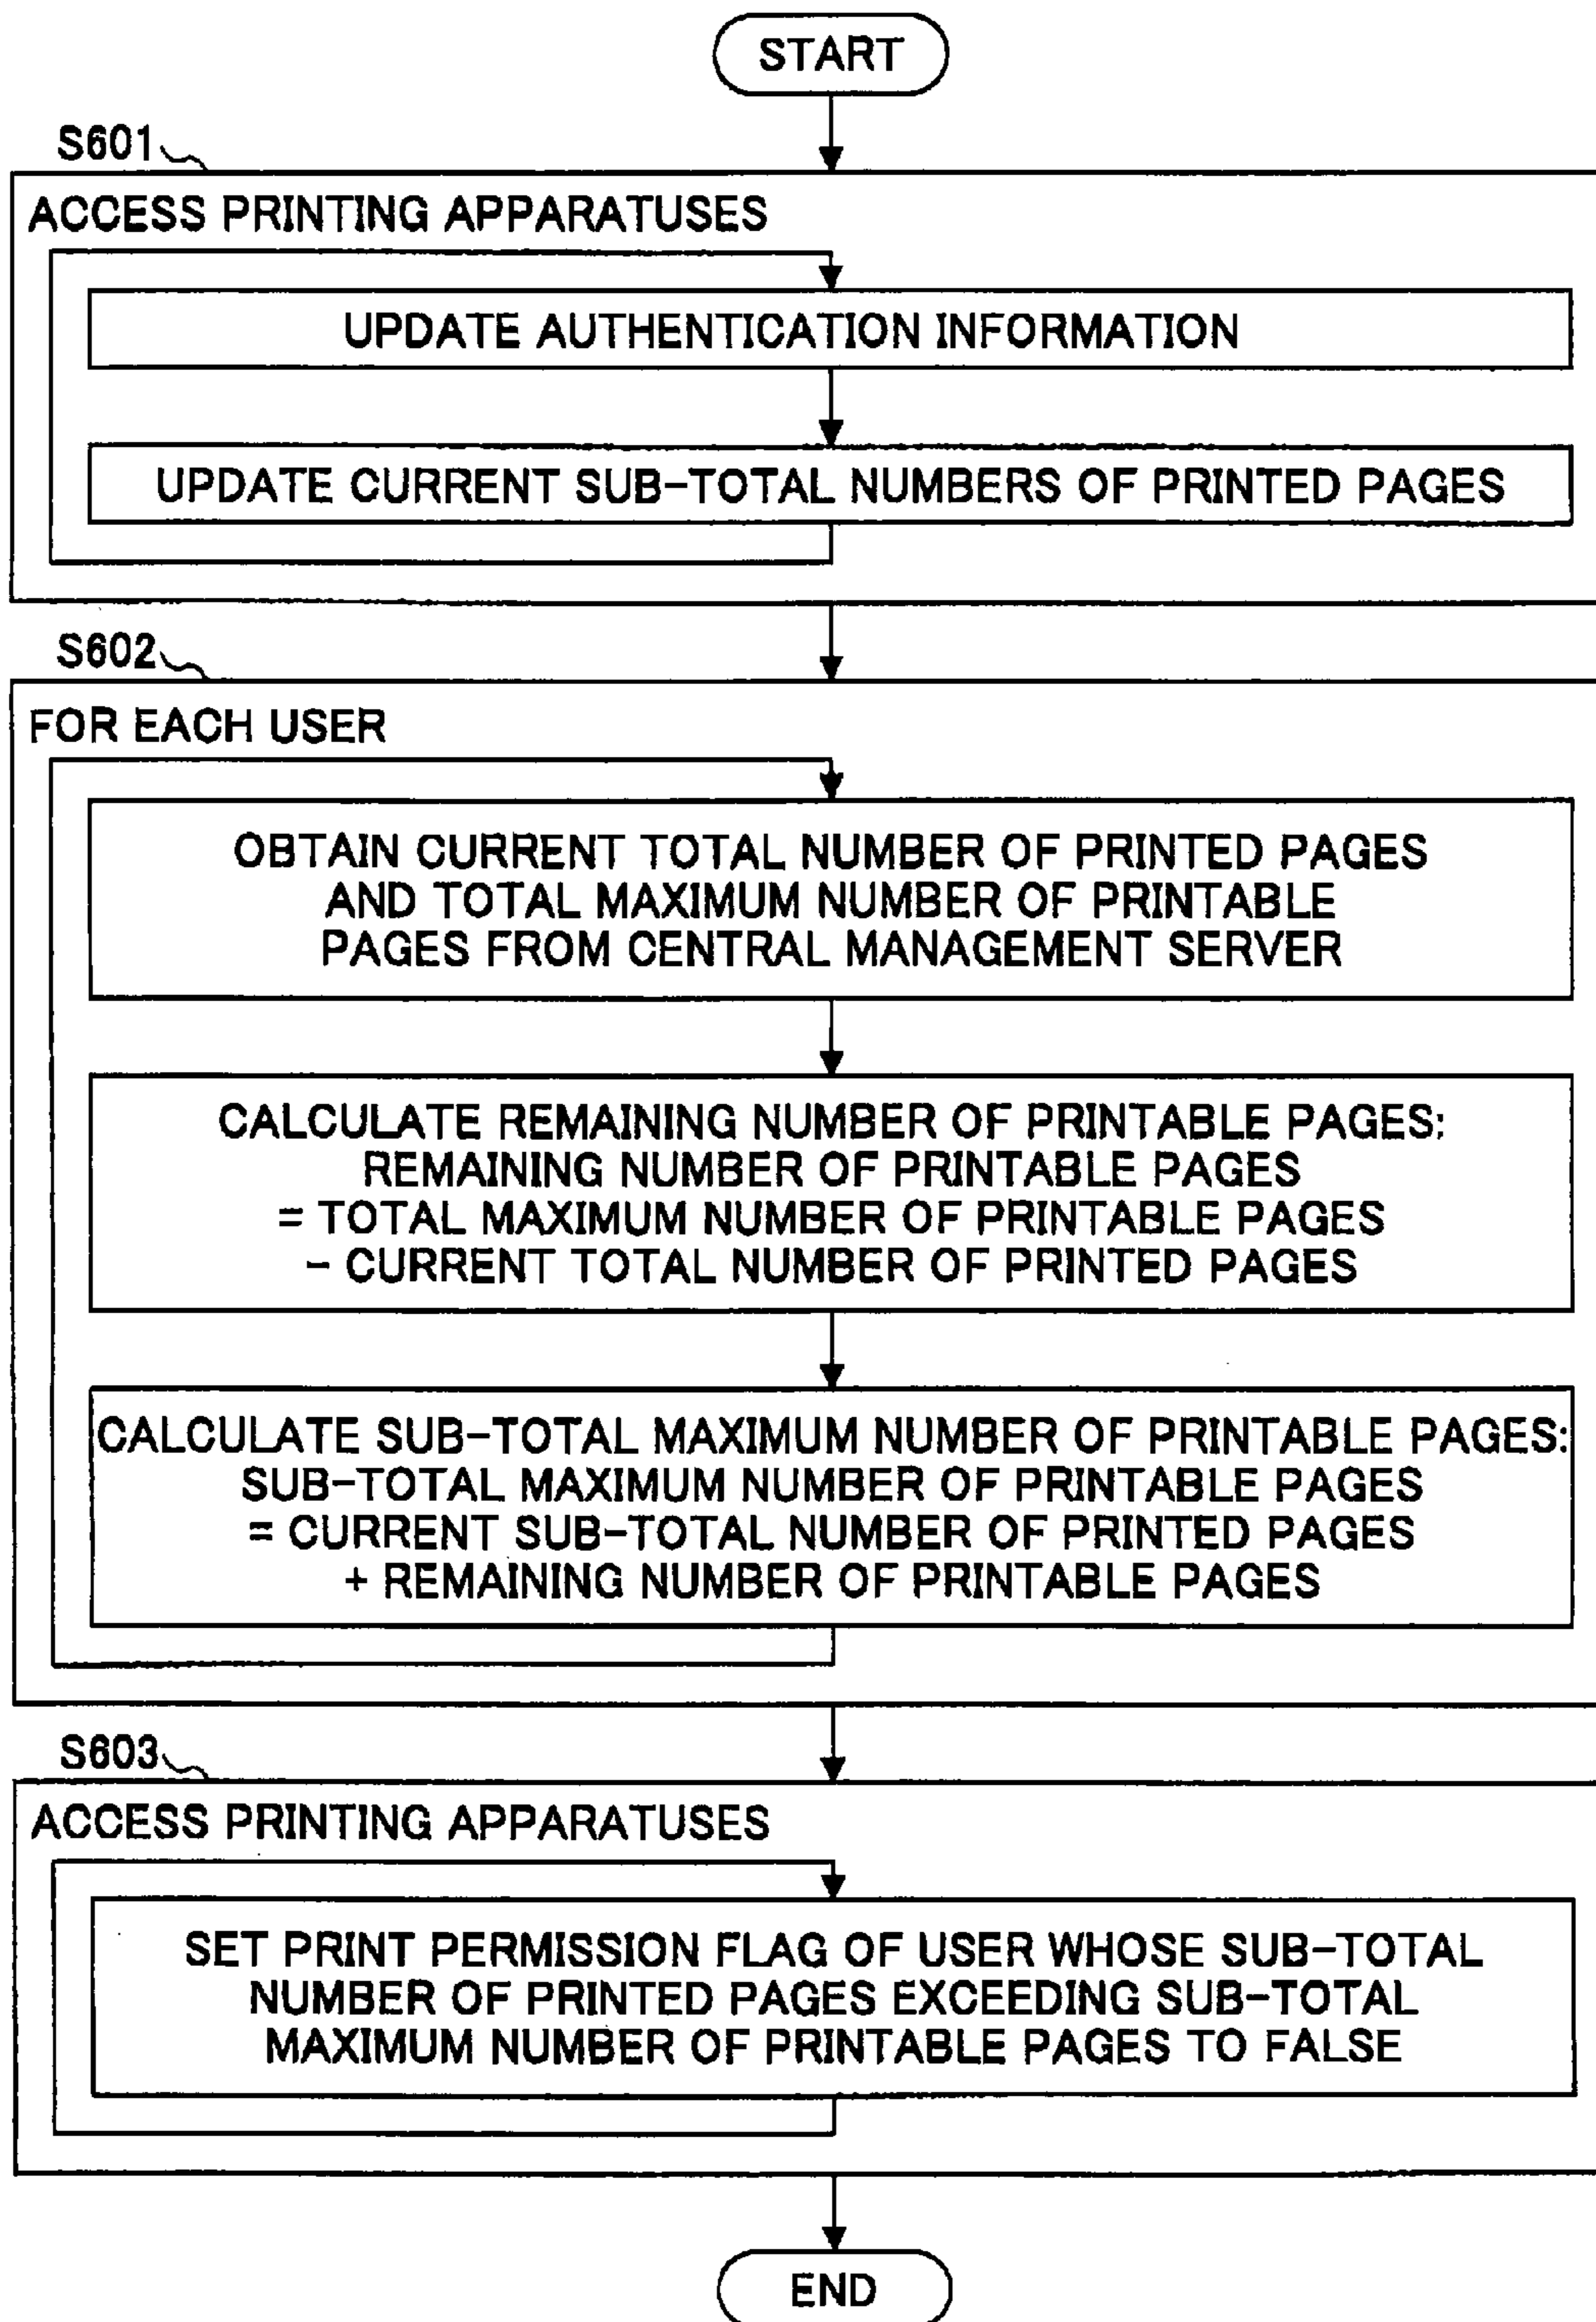 START
S601
ACCESS PRINTING APPARATUSES
UPDATE AUTHENTICATION INFORMATION
UPDATE CURRENT SUB-TOTAL NUMBERS OF PRINTED PAGES
S602
FOR EACH USER
OBTAIN CURRENT TOTAL NUMBER OF PRINTED PAGES
AND TOTAL MAXIMUM NUMBER OF PRINTABLE
PAGES FROM CENTRAL MANAGEMENT SERVER
CALCULATE REMAINING NUMBER OF PRINTABLE PAGES:
REMAINING NUMBER OF PRINTABLE PAGES
= TOTAL MAXIMUM NUMBER OF PRINTABLE PAGES
- CURRENT TOTAL NUMBER OF PRINTED PAGES
CALCULATE SUB-TOTAL MAXIMUM NUMBER OF PRINTABLE PAGES:
SUB-TOTAL MAXIMUM NUMBER OF PRINTABLE PAGES
= CURRENT SUB-TOTAL NUMBER OF PRINTED PAGES
+ REMAINING NUMBER OF PRINTABLE PAGES
S603
ACCESS PRINTING APPARATUSES
SET PRINT PERMISSION FLAG OF USER WHOSE SUB-TOTAL
NUMBER OF PRINTED PAGES EXCEEDING SUB-TOTAL
MAXIMUM NUMBER OF PRINTABLE PAGES TO FALSE
END